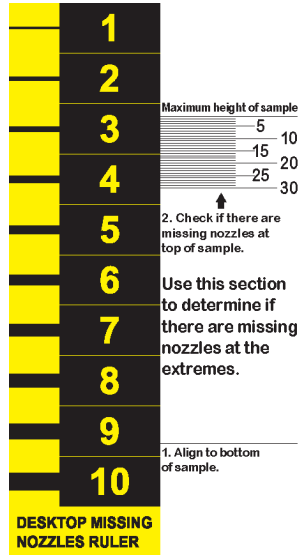 1
2
3
4
5
6
7
8
9
10
DESKTOP MISSING
NOZZLES RULER
Maximum height of sample
5
10
15
20
25
30
2. Check if there are
missing nozzles at
top of sample.
Use this section
to determine if
there are missing
nozzles at the
extremes.
1. Align to bottom
of sample.